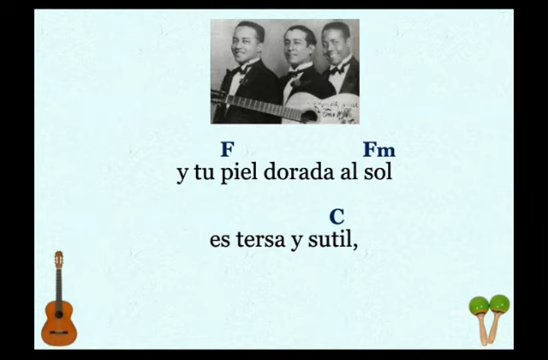 F Fm
y tu piel dorada al sol
C
es tersa y sutil,